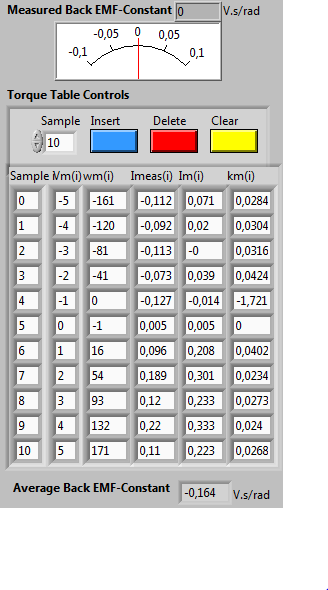 Measured Back EMF-Constant 0 V.s/rad
-0,1 -0,05 0 0,05 0,1
Torque Table Controls
Sample Insert Delete Clear
10
Sample Vm(i) wm(i) Imeas(i) Im(i) km(i)
0 -5 -161 -0,112 0,071 0,0284
1 -4 -120 -0,092 0,02 0,0304
2 -3 -81 -0,113 -0 0,0316
3 -2 -41 -0,073 0,039 0,0424
4 -1 0 -0,127 -0,014 -1,721
5 0 -1 0,005 0,005 0
6 1 16 0,096 0,208 0,0402
7 2 54 0,189 0,301 0,0234
8 3 93 0,12 0,233 0,0273
9 4 132 0,22 0,333 0,024
10 5 171 0,11 0,223 0,0268
Average Back EMF-Constant -0,164 V.s/rad